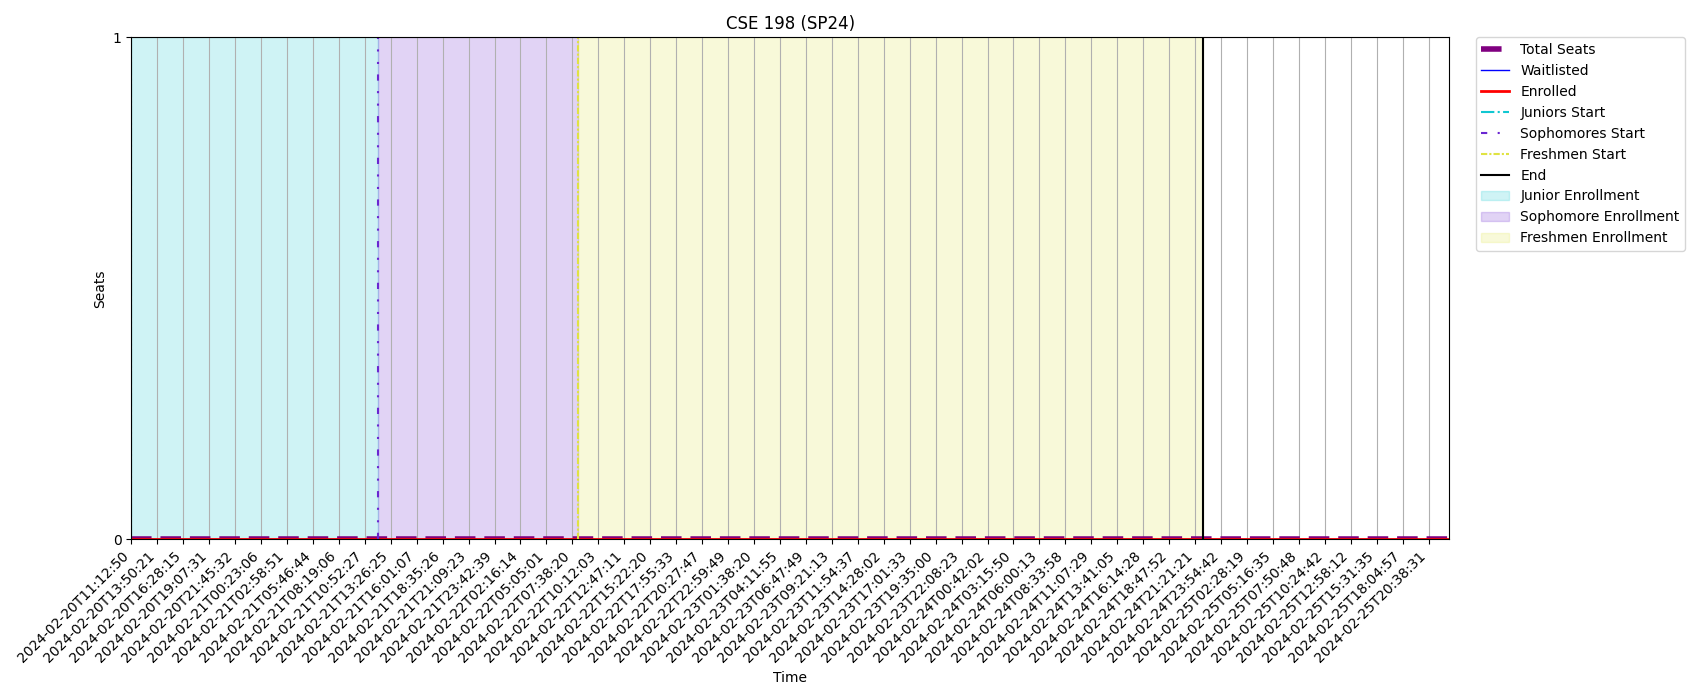 CSE 198 (SP24)
1
0
Seats
2024-02-20T11:12:50
2024-02-20T13:50:21
2024-02-20T16:28:15
2024-02-20T19:07:31
2024-02-20T21:45:32
2024-02-21T00:23:06
2024-02-21T02:58:51
2024-02-21T05:46:44
2024-02-21T08:19:06
2024-02-21T10:52:27
2024-02-21T13:26:25
2024-02-21T16:01:07
2024-02-21T18:35:26
2024-02-21T21:09:23
2024-02-21T23:42:39
2024-02-22T02:16:14
2024-02-22T05:05:01
2024-02-22T07:38:20
2024-02-22T10:12:03
2024-02-22T12:47:11
2024-02-22T15:22:20
2024-02-22T17:55:33
2024-02-22T20:27:47
2024-02-22T22:59:49
2024-02-23T01:38:20
2024-02-23T04:11:55
2024-02-23T06:47:49
2024-02-23T09:21:13
2024-02-23T11:54:37
2024-02-23T14:28:02
2024-02-23T17:01:33
2024-02-23T19:35:00
2024-02-23T22:08:23
2024-02-24T00:42:02
2024-02-24T03:15:50
2024-02-24T06:00:13
2024-02-24T08:33:58
2024-02-24T11:07:29
2024-02-24T13:41:05
2024-02-24T16:14:28
2024-02-24T18:47:52
2024-02-24T21:21:21
2024-02-24T23:54:42
2024-02-25T02:28:19
2024-02-25T05:16:35
2024-02-25T07:50:48
2024-02-25T10:24:42
2024-02-25T12:58:12
2024-02-25T15:31:35
2024-02-25T18:04:57
2024-02-25T20:38:31
Time
Total Seats
Waitlisted
Enrolled
Juniors Start
Sophomores Start
Freshmen Start
End
Junior Enrollment
Sophomore Enrollment
Freshmen Enrollment